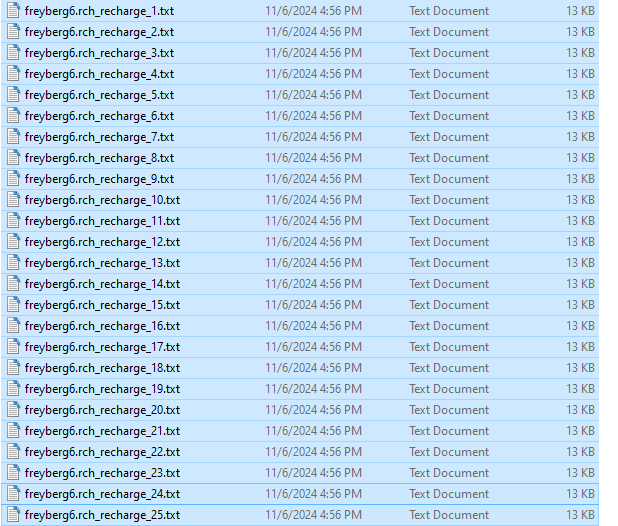 freyberg6.rch_recharge_1.txt 11/6/2024 4:56 PM Text Document 13 KB
freyberg6.rch_recharge_2.txt 11/6/2024 4:56 PM Text Document 13 KB
freyberg6.rch_recharge_3.txt 11/6/2024 4:56 PM Text Document 13 KB
freyberg6.rch_recharge_4.txt 11/6/2024 4:56 PM Text Document 13 KB
freyberg6.rch_recharge_5.txt 11/6/2024 4:56 PM Text Document 13 KB
freyberg6.rch_recharge_6.txt 11/6/2024 4:56 PM Text Document 13 KB
freyberg6.rch_recharge_7.txt 11/6/2024 4:56 PM Text Document 13 KB
freyberg6.rch_recharge_8.txt 11/6/2024 4:56 PM Text Document 13 KB
freyberg6.rch_recharge_9.txt 11/6/2024 4:56 PM Text Document 13 KB
freyberg6.rch_recharge_10.txt 11/6/2024 4:56 PM Text Document 13 KB
freyberg6.rch_recharge_11.txt 11/6/2024 4:56 PM Text Document 13 KB
freyberg6.rch_recharge_12.txt 11/6/2024 4:56 PM Text Document 13 KB
freyberg6.rch_recharge_13.txt 11/6/2024 4:56 PM Text Document 13 KB
freyberg6.rch_recharge_14.txt 11/6/2024 4:56 PM Text Document 13 KB
freyberg6.rch_recharge_15.txt 11/6/2024 4:56 PM Text Document 13 KB
freyberg6.rch_recharge_16.txt 11/6/2024 4:56 PM Text Document 13 KB
freyberg6.rch_recharge_17.txt 11/6/2024 4:56 PM Text Document 13 KB
freyberg6.rch_recharge_18.txt 11/6/2024 4:56 PM Text Document 13 KB
freyberg6.rch_recharge_19.txt 11/6/2024 4:56 PM Text Document 13 KB
freyberg6.rch_recharge_20.txt 11/6/2024 4:56 PM Text Document 13 KB
freyberg6.rch_recharge_21.txt 11/6/2024 4:56 PM Text Document 13 KB
freyberg6.rch_recharge_22.txt 11/6/2024 4:56 PM Text Document 13 KB
freyberg6.rch_recharge_23.txt 11/6/2024 4:56 PM Text Document 13 KB
freyberg6.rch_recharge_24.txt 11/6/2024 4:56 PM Text Document 13 KB
freyberg6.rch_recharge_25.txt 11/6/2024 4:56 PM Text Document 13 KB